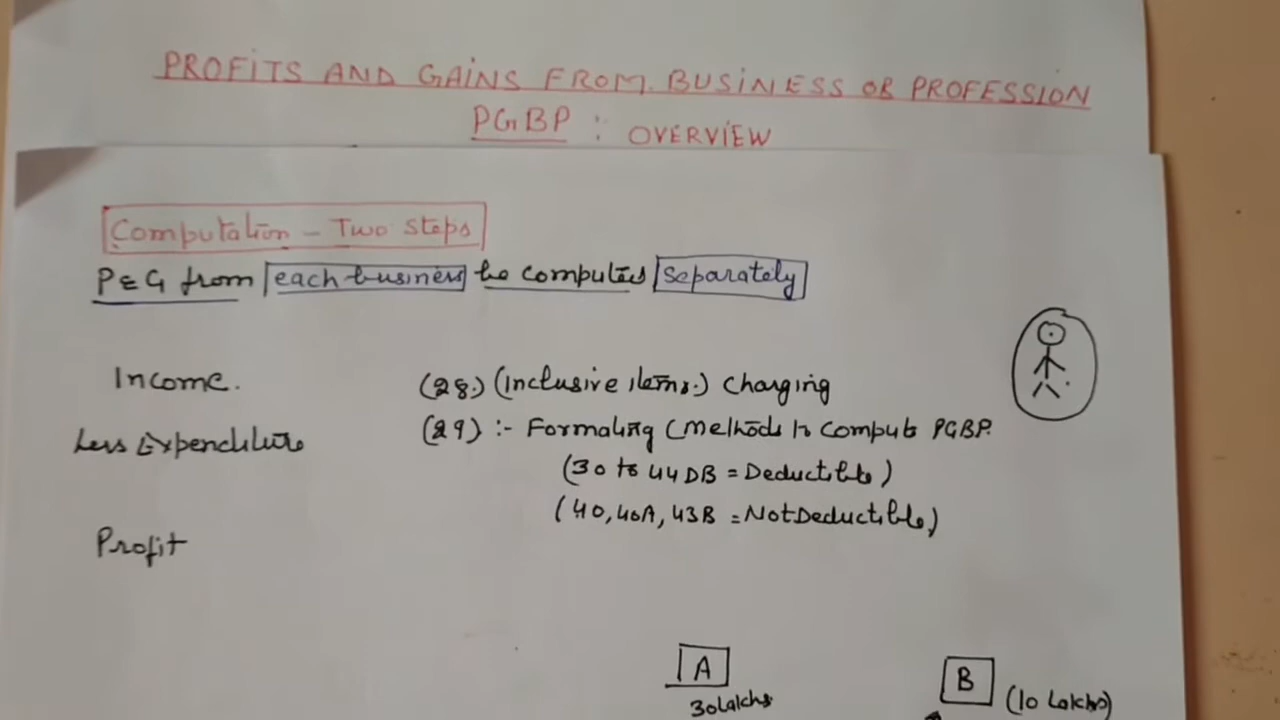 PROFITS AND GAINS FROM BUSINESS OR PROFESSION
PGBP : OVERVIEW
Computation - Two Steps
P & G from each business be computed separately
Income. (28.) (Inclusive items.) Charging
Less Expenditure (29) :- Formaling (Methods to compute PGBP.
(30 to 44DB = Deductible)
(40, 40A, 43B = Not Deductible)
Profit
A B
30 Lakhs (10 Lakhs)